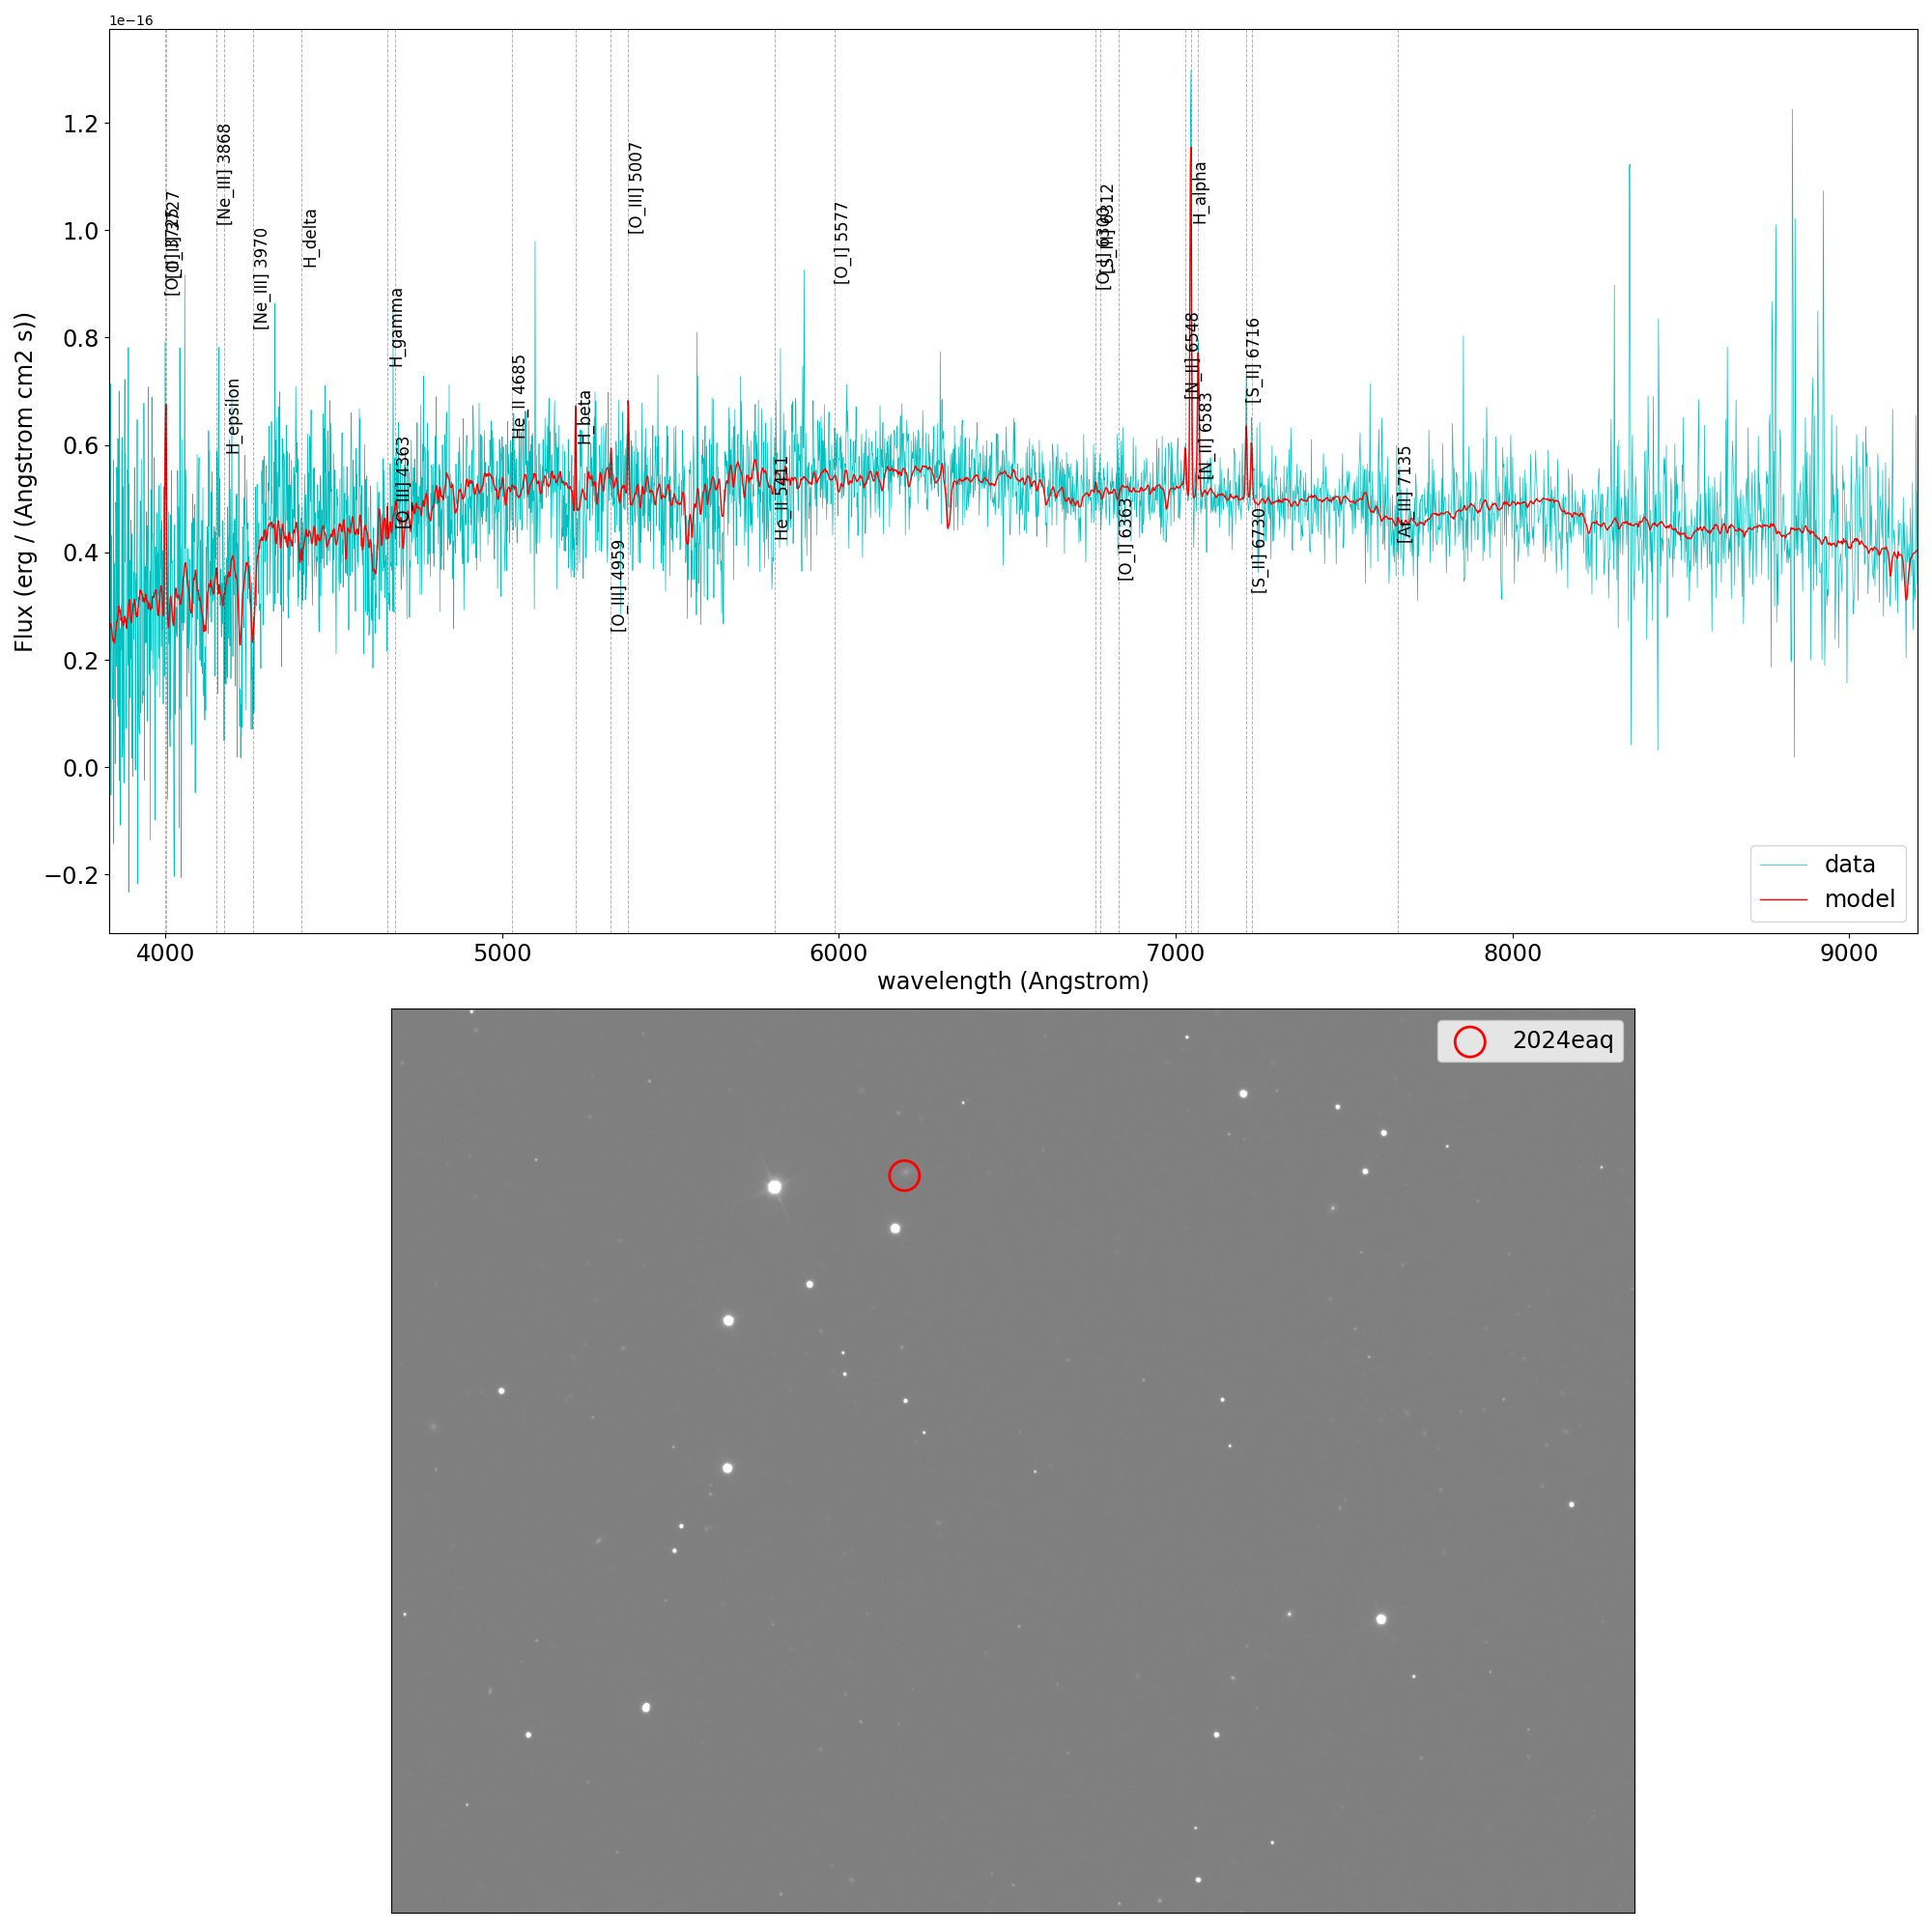 1e−16
Flux (erg / (Angstrom cm2 s))
1.2
1.0
0.8
0.6
0.4
0.2
0.0
−0.2
[Ne_III] 3868
H_epsilon
[Ne_III] 3970
H_delta
H_gamma
[O_III] 4363
He_II 4685
H_beta
[O_III] 4959
[O_III] 5007
He_II 5411
[O_I] 5577
[O_I] 6300
[S_III] 6312
[O_I] 6363
[N_II] 6548
H_alpha
[N_II] 6583
[S_II] 6716
[S_II] 6730
[Ar_III] 7135
data
model
4000 5000 6000 7000 8000 9000
wavelength (Angstrom)
2024eaq